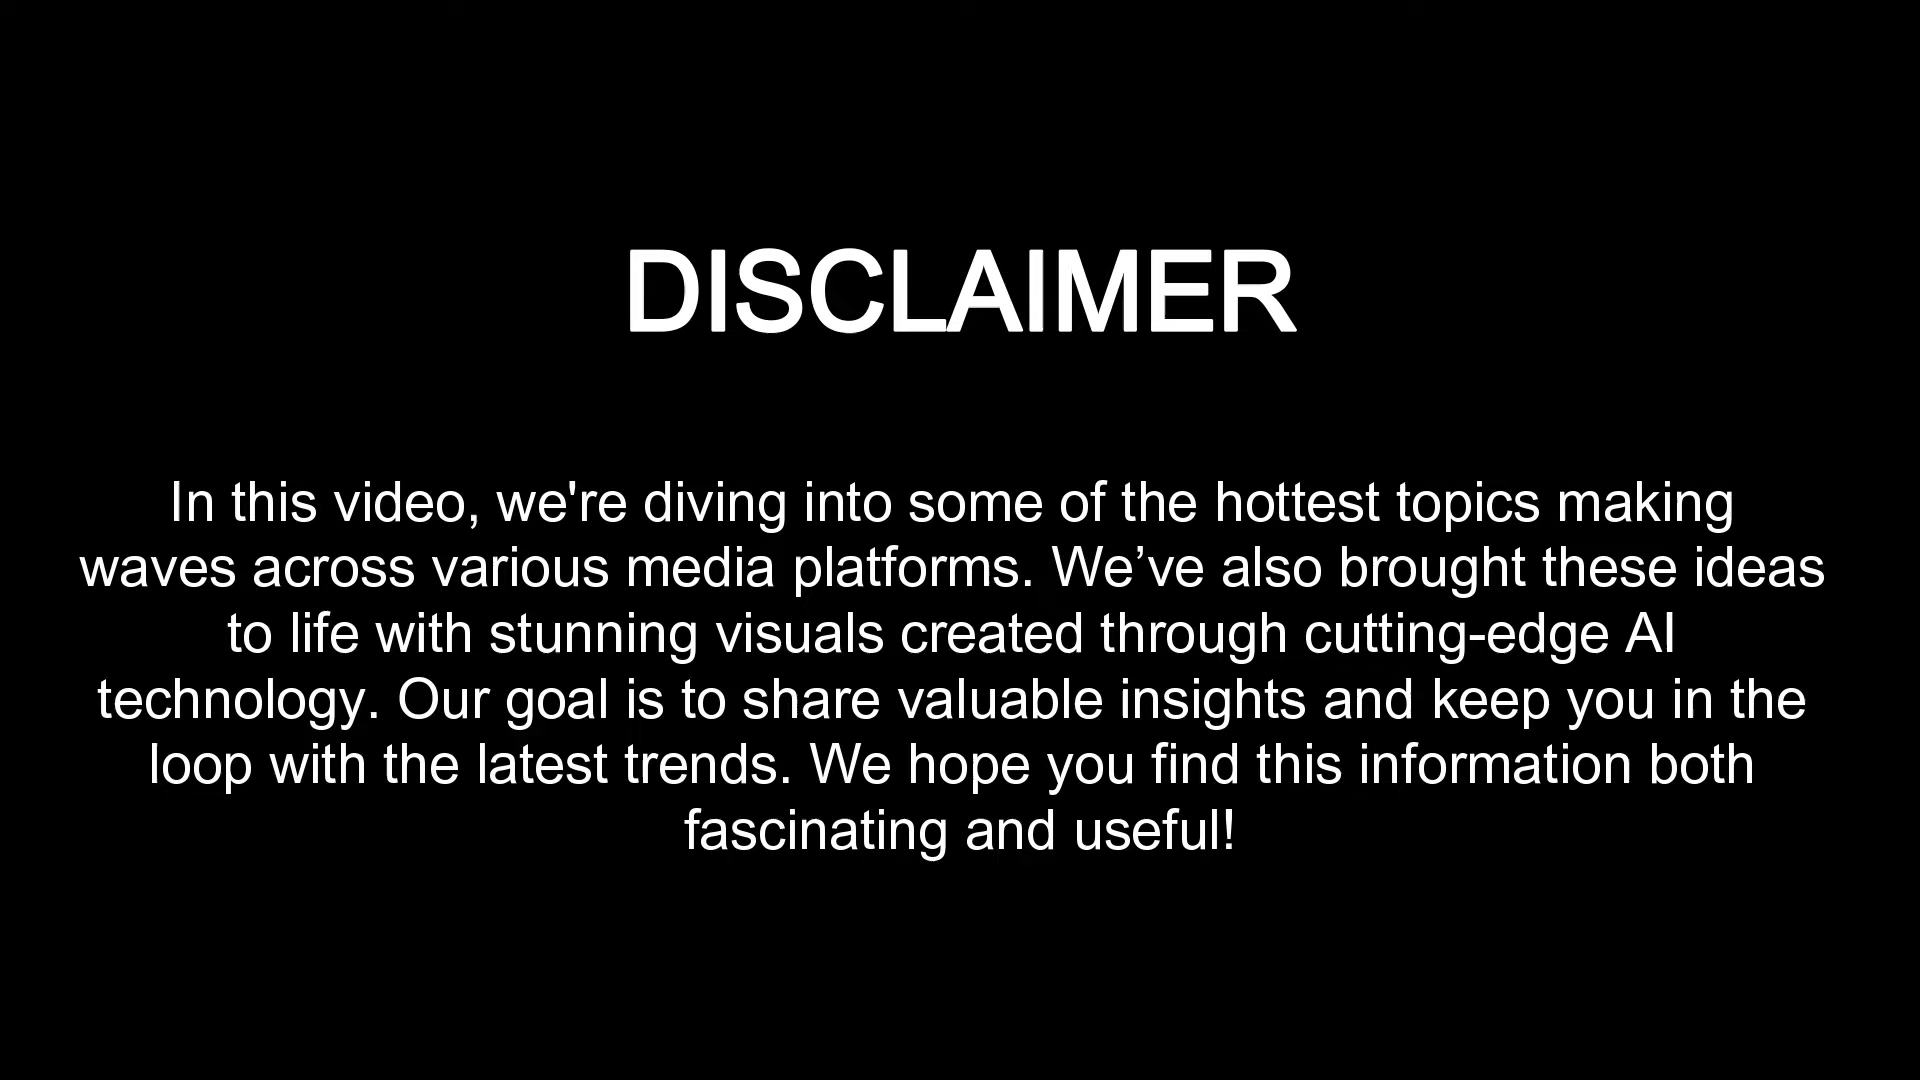 DISCLAIMER
In this video, we're diving into some of the hottest topics making
waves across various media platforms. We’ve also brought these ideas
to life with stunning visuals created through cutting-edge AI
technology. Our goal is to share valuable insights and keep you in the
loop with the latest trends. We hope you find this information both
fascinating and useful!